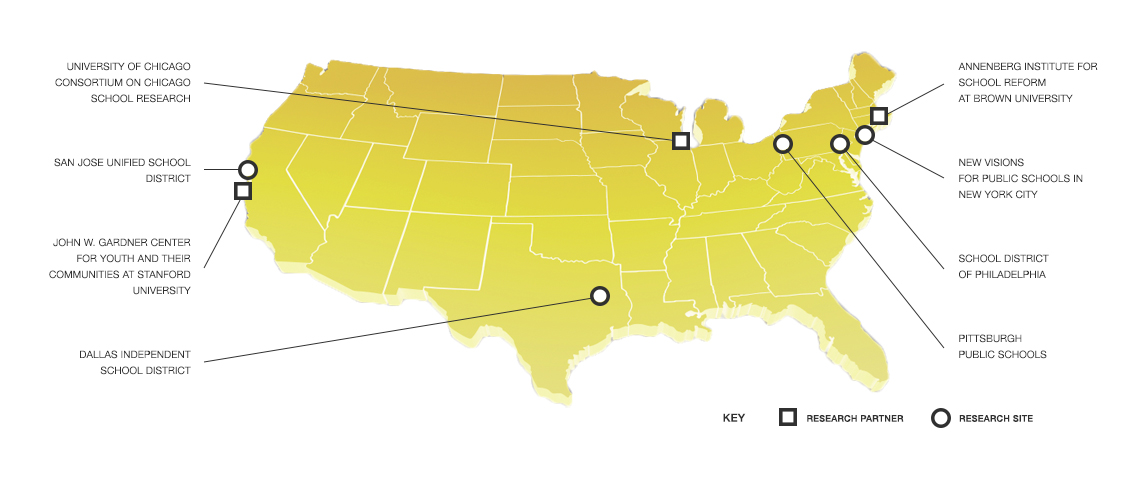 UNIVERSITY OF CHICAGO
CONSORTIUM ON CHICAGO
SCHOOL RESEARCH
SAN JOSE UNIFIED SCHOOL
DISTRICT
JOHN W. GARDNER CENTER
FOR YOUTH AND THEIR
COMMUNITIES AT STANFORD
UNIVERSITY
DALLAS INDEPENDENT
SCHOOL DISTRICT
ANNENBERG INSTITUTE FOR
SCHOOL REFORM
AT BROWN UNIVERSITY
NEW VISIONS
FOR PUBLIC SCHOOLS IN
NEW YORK CITY
SCHOOL DISTRICT
OF PHILADELPHIA
PITTSBURGH
PUBLIC SCHOOLS
KEY RESEARCH PARTNER RESEARCH SITE